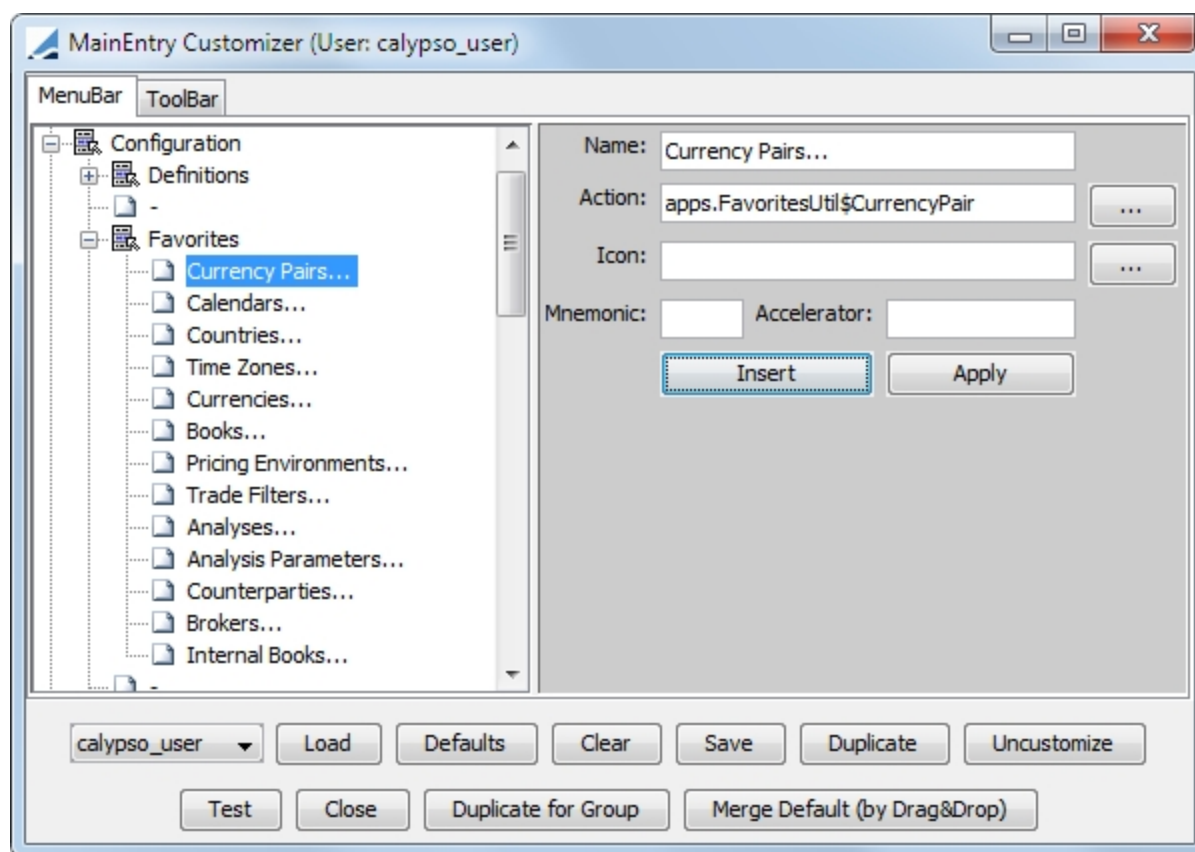 MainEntry Customizer (User: calypso_user)
MenuBar ToolBar
Configuration
Definitions
-
Favorites
Currency Pairs...
Calendars...
Countries...
Time Zones...
Currencies...
Books...
Pricing Environments...
Trade Filters...
Analyses...
Analysis Parameters...
Counterparties...
Brokers...
Internal Books...
-
Name: Currency Pairs...
Action: apps.FavoritesUtil$CurrencyPair ...
Icon: ...
Mnemonic: Accelerator:
Insert Apply
calypso_user Load Defaults Clear Save Duplicate Uncustomize
Test Close Duplicate for Group Merge Default (by Drag&Drop)